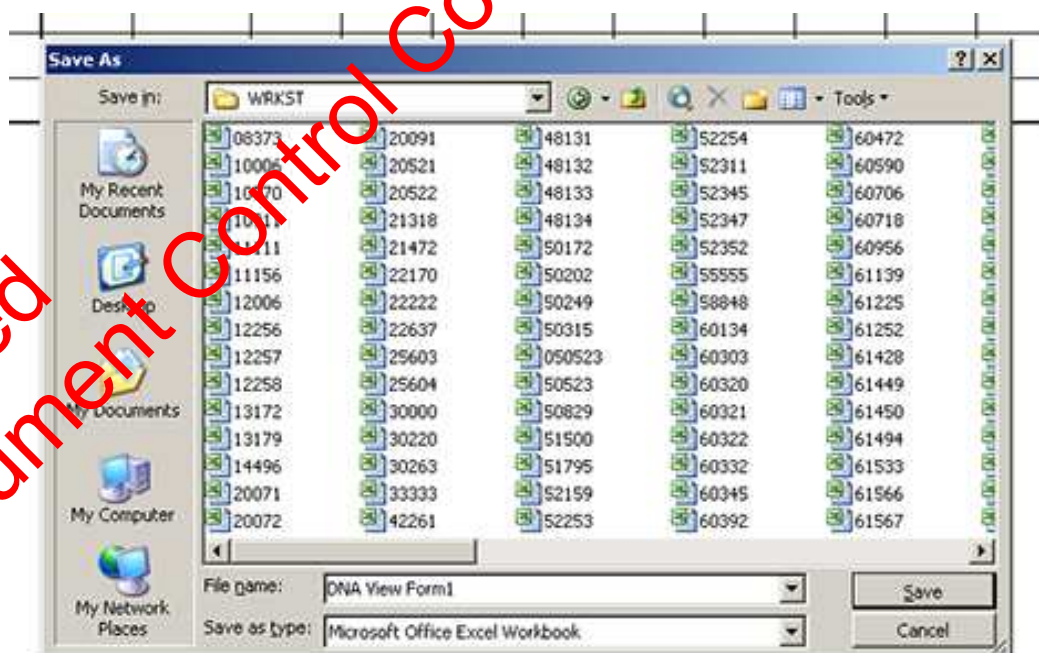 Save As
Save in: WRKST Tools
08373 20091 48131 52254 60472
10006 20521 48132 52311 60590
20522 48133 52345 60706
21318 48134 52347 60718
21472 50172 52352 60956
11156 22170 50202 55555 61139
12006 22222 50249 58848 61225
12256 22637 50315 60134 61252
12257 25603 050523 60303 61428
12258 25604 50523 60320 61449
13172 30000 50829 60321 61450
13179 30220 51500 60322 61494
14496 30263 51795 60332 61533
20071 33333 52159 60345 61566
20072 42261 52253 60392 61567
My Recent
Documents
Desktop
My Documents
My Computer
My Network
Places
File name: DNA View Form1 Save
Save as type: Microsoft Office Excel Workbook Cancel
ument Control Co
ed